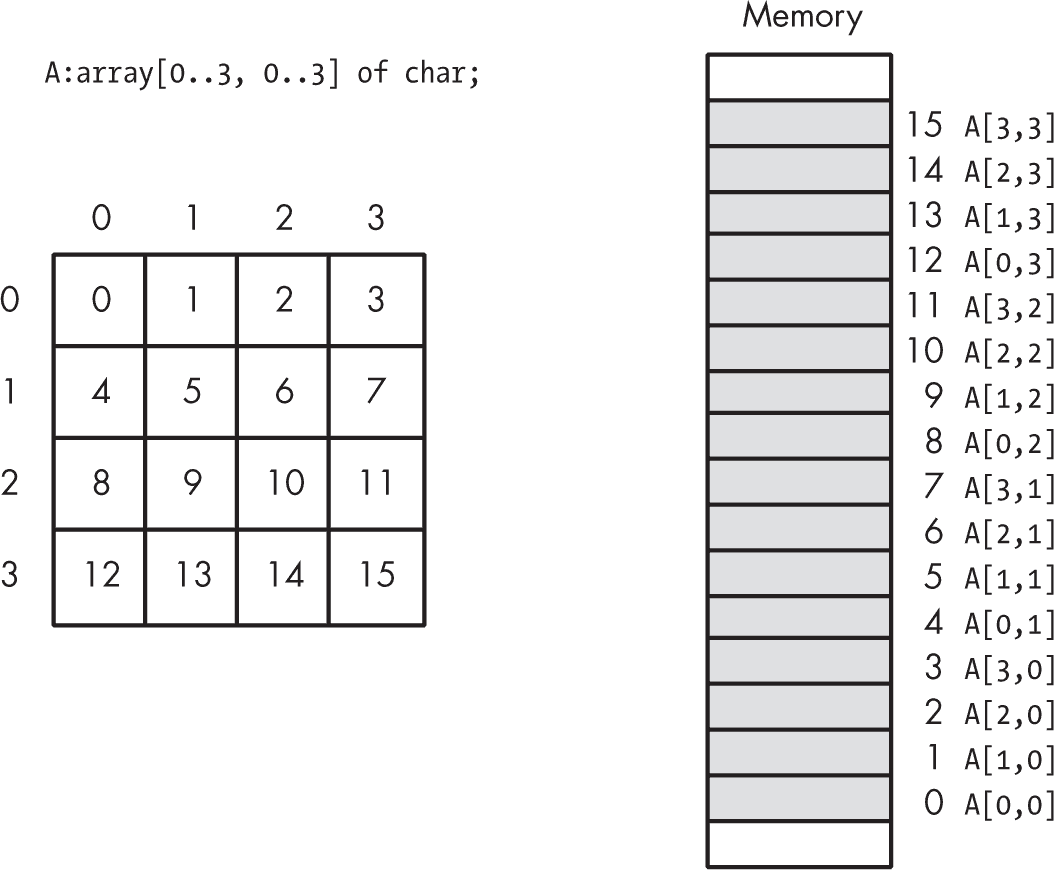 Memory
A:array[0..3, 0..3] of char;
0 1 2 3
0 0 1 2 3
1 4 5 6 7
2 8 9 10 11
3 12 13 14 15
15 A[3,3]
14 A[2,3]
13 A[1,3]
12 A[0,3]
11 A[3,2]
10 A[2,2]
9 A[1,2]
8 A[0,2]
7 A[3,1]
6 A[2,1]
5 A[1,1]
4 A[0,1]
3 A[3,0]
2 A[2,0]
1 A[1,0]
0 A[0,0]